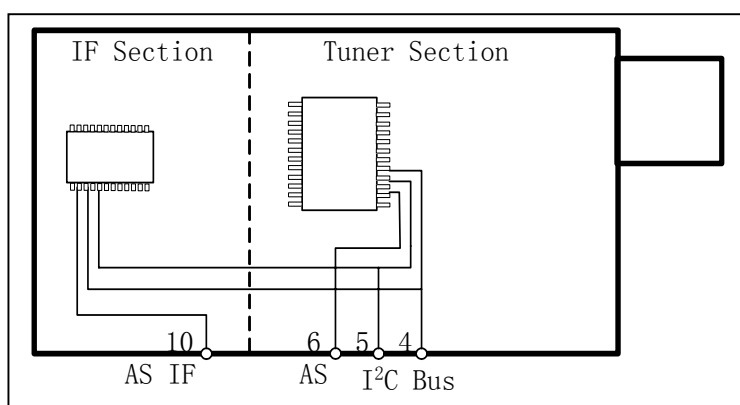 IF Section
Tuner Section
10
6
5
4
AS IF
AS
I²C Bus